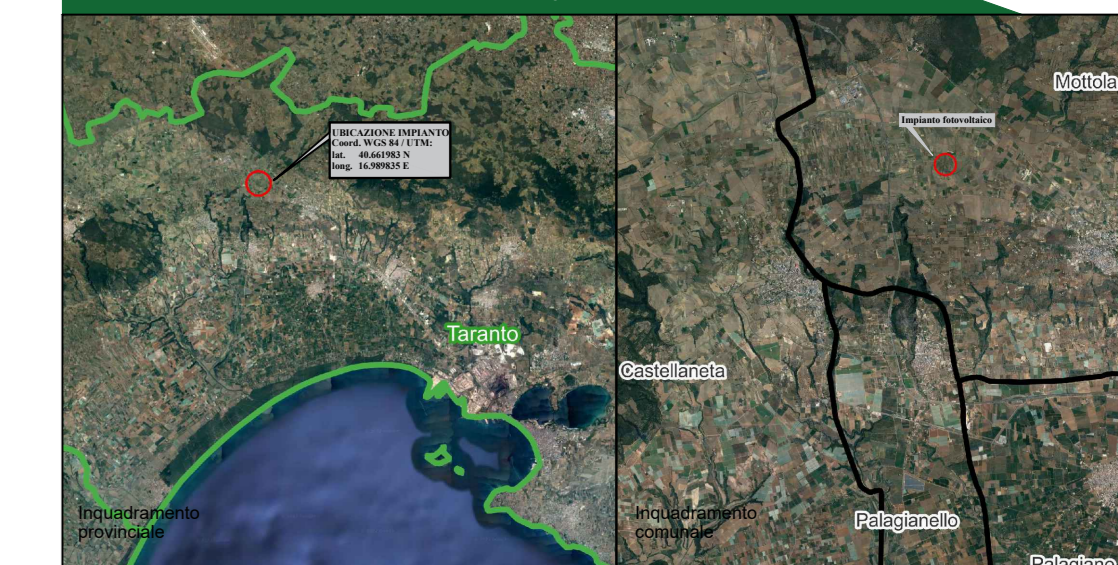 UBICAZIONE IMPIANTO
Coord. WGS 84 / UTM:
lat. 40.661983 N
long. 16.989835 E
Taranto
Inquadramento
provinciale
Mottola
Impianto fotovoltaico
Castellaneta
Palagianello
Inquadramento
comunale